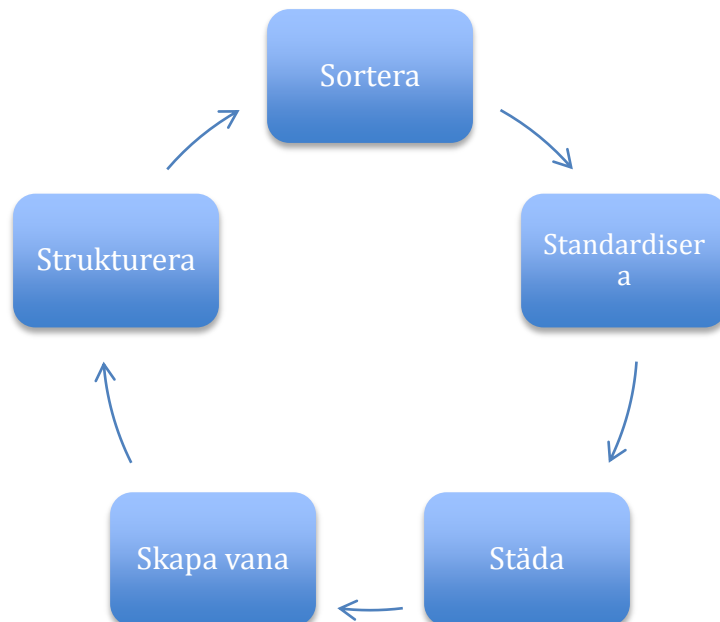 Sortera
Standardiser
a
Städa
Skapa vana
Strukturera